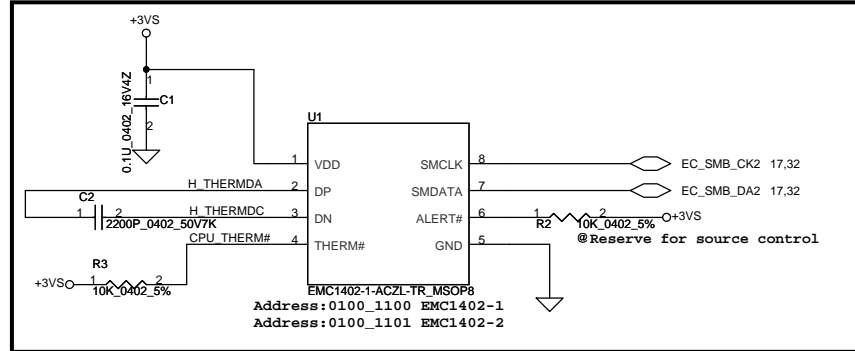 +3VS
1
C1
2
0.1U_0402_16V4Z
U1
1 VDD SMCLK 8 EC_SMB_CK2 17,32
H_THERMDA 2 DP SMDATA 7 EC_SMB_DA2 17,32
C2 1 2 H_THERMDC 3 DN ALERT# 6 1 2 +3VS
2200P_0402_50V7K R2 10K_0402_5%
CPU_THERM# 4 THERM# GND 5 @Reserve for source control
R3
+3VS 1 2
10K_0402_5%
EMC1402-1-ACZL-TR_MSOP8
Address:0100_1100 EMC1402-1
Address:0100_1101 EMC1402-2